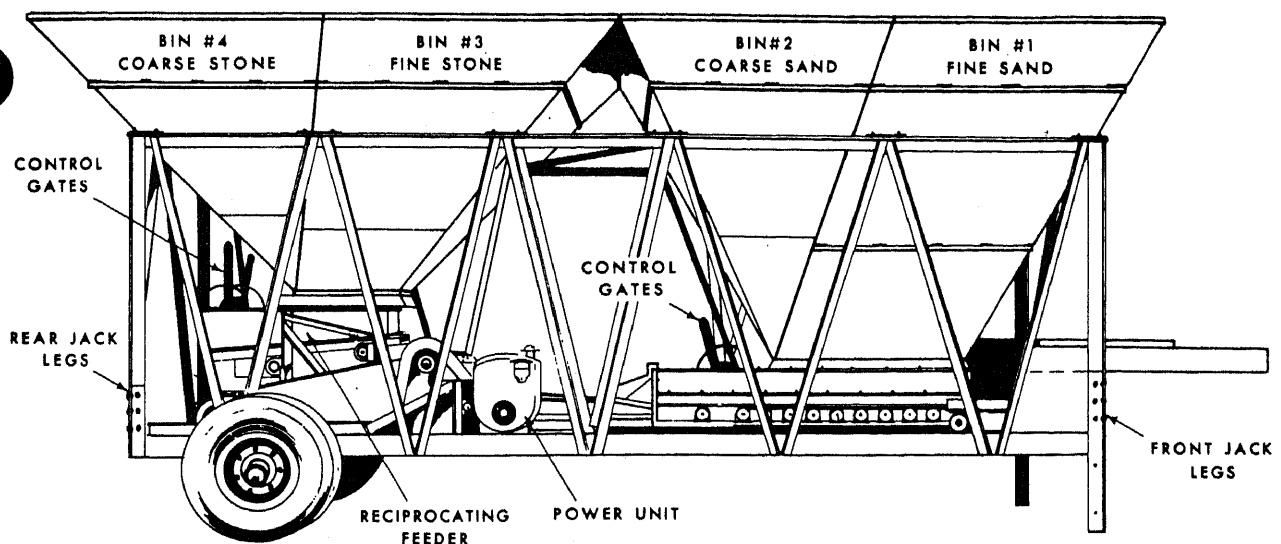 BIN #4
COARSE STONE
BIN #3
FINE STONE
BIN#2
COARSE SAND
BIN #1
FINE SAND
CONTROL
GATES
CONTROL
GATES
REAR JACK
LEGS
FRONT JACK
LEGS
RECIPROCATING
FEEDER
POWER UNIT